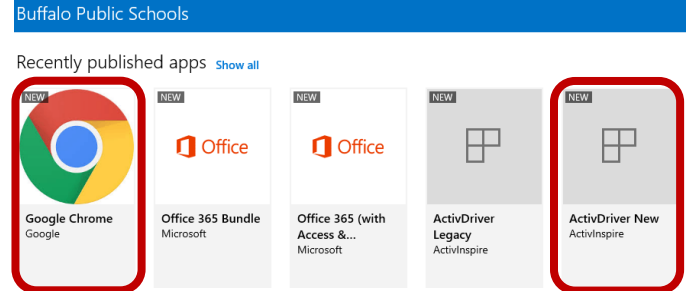 Buffalo Public Schools
Recently published apps Show all
NEW
NEW
NEW
NEW
NEW
Office
Office
Google Chrome
Google
Office 365 Bundle
Microsoft
Office 365 (with
Access &...
Microsoft
ActivDriver
Legacy
ActivInspire
ActivDriver New
ActivInspire